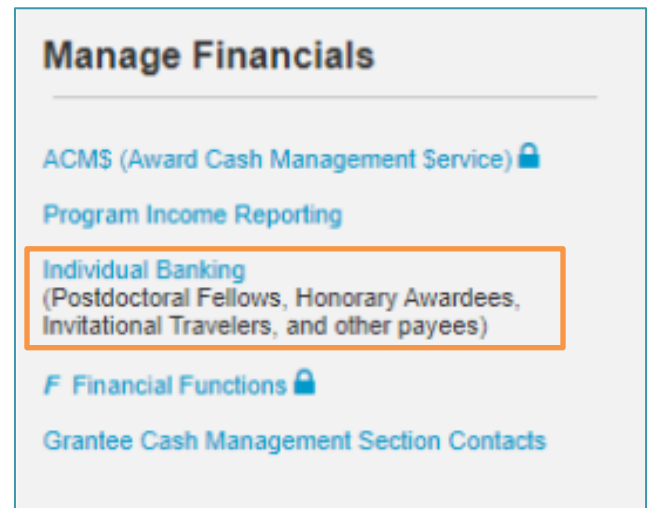 Manage Financials
ACM$ (Award Cash Management $ervice)
Program Income Reporting
Individual Banking
(Postdoctoral Fellows, Honorary Awardees,
Invitational Travelers, and other payees)
F Financial Functions
Grantee Cash Management Section Contacts